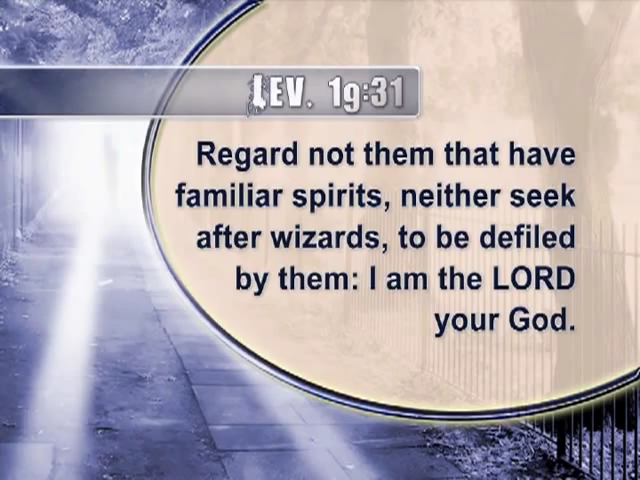 LEV. 19:31
Regard not them that have
familiar spirits, neither seek
after wizards, to be defiled
by them: I am the LORD
your God.